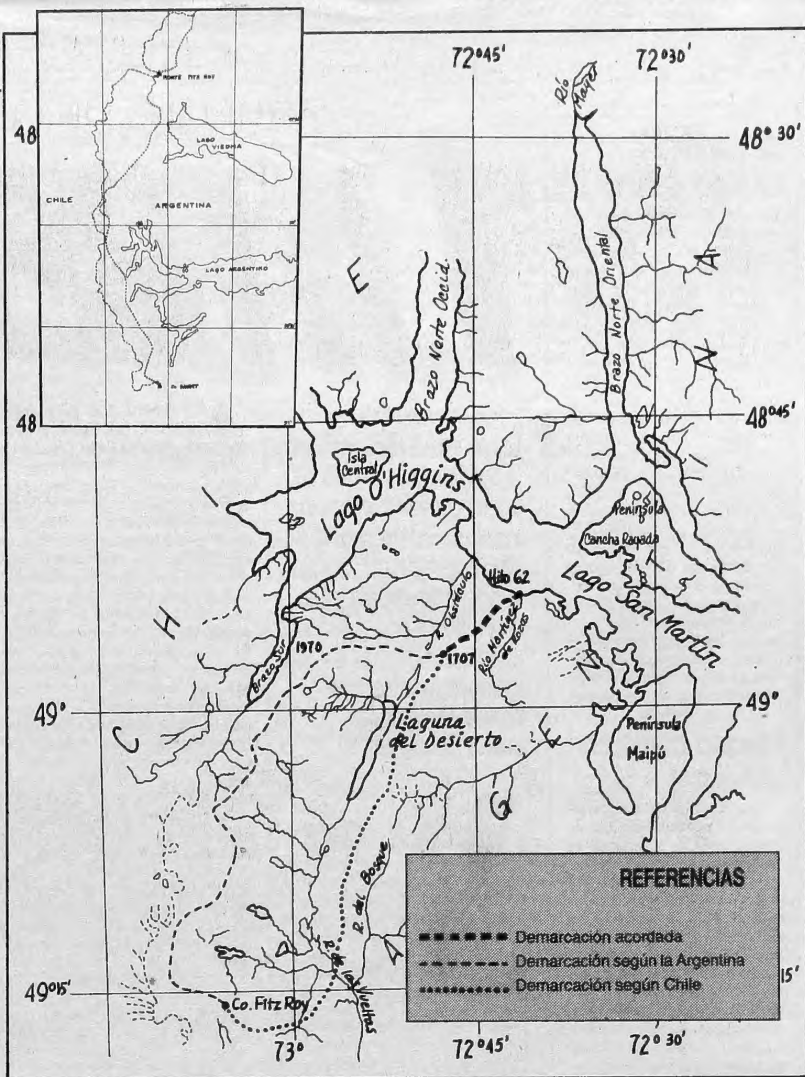 72°45'
72°30'
MONTE FITZ ROY
48
LAGO
VIEDMA
CHILE
ARGENTINA
LAGO ARGENTINO
48
Río
Mayer
48°30'
E
Brazo Norte Occid.
Brazo Norte Oriental
A
N
48°45'
Isla
Central
Lago O'Higgins
I
Península
Cancha Rayada
T
Lago San Martín
Hito 62
R. Obstáculo
H
1970
1707
Río Martínez
de Rozas
Brazo Sur
N
49°
49°
L
C
Laguna
del Desierto
Península
Maipú
E
G
R. del Bosque
REFERENCIAS
Demarcación acordada
Demarcación según la Argentina
Demarcación según Chile
R. de las Vueltas
49°15'
15'
Co. Fitz Roy
73°
72°45'
72°30'